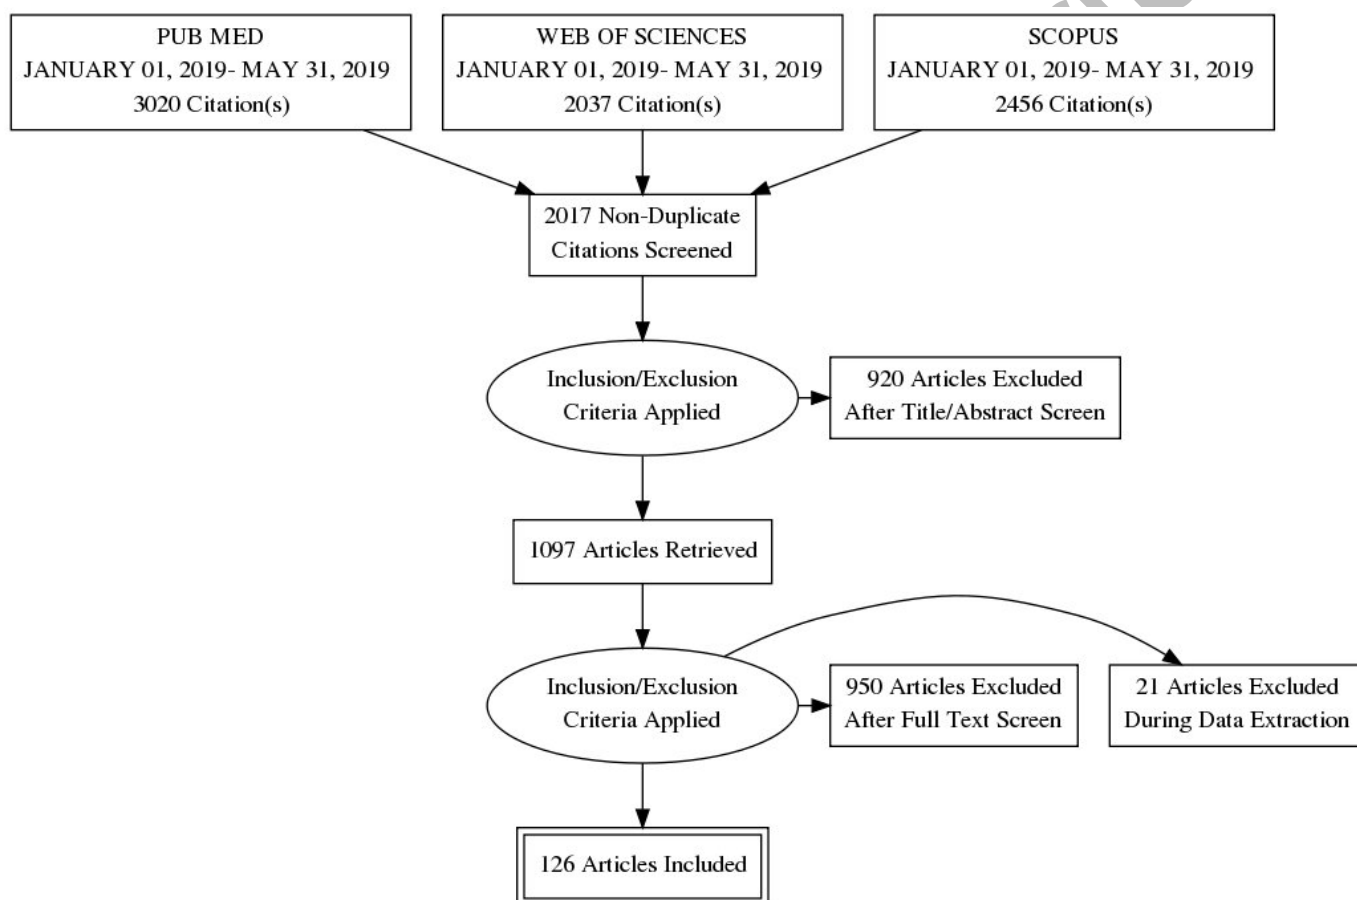 PUB MED
JANUARY 01, 2019- MAY 31, 2019
3020 Citation(s)
WEB OF SCIENCES
JANUARY 01, 2019- MAY 31, 2019
2037 Citation(s)
SCOPUS
JANUARY 01, 2019- MAY 31, 2019
2456 Citation(s)
2017 Non-Duplicate
Citations Screened
Inclusion/Exclusion
Criteria Applied
920 Articles Excluded
After Title/Abstract Screen
1097 Articles Retrieved
Inclusion/Exclusion
Criteria Applied
950 Articles Excluded
After Full Text Screen
21 Articles Excluded
During Data Extraction
126 Articles Included